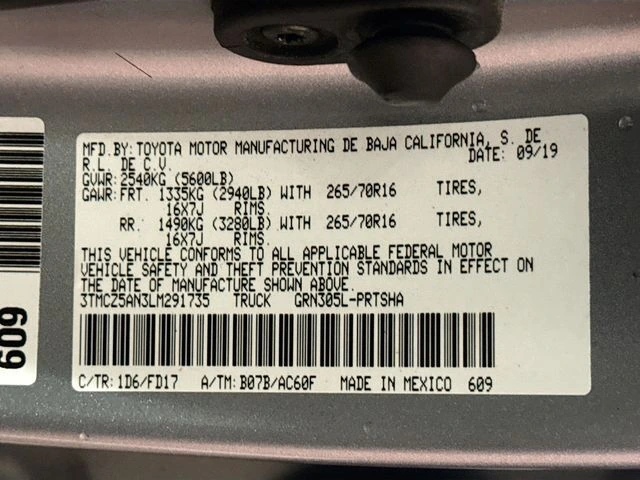 MFD.BY:TOYOTA MOTOR MANUFACTURING DE BAJA CALIFORNIA, S. DE
R.L. DE C.V. DATE: 09/19
GVWR:2540KG (5600LB)
GAWR:FRT. 1335KG (2940LB) WITH 265/70R16 TIRES,
16X7J RIMS.
RR. 1490KG (3280LB) WITH 265/70R16 TIRES,
16X7J RIMS.
THIS VEHICLE CONFORMS TO ALL APPLICABLE FEDERAL MOTOR
VEHICLE SAFETY AND THEFT PREVENTION STANDARDS IN EFFECT ON
THE DATE OF MANUFACTURE SHOWN ABOVE.
3TMCZ5AN3LM291735 TRUCK GRN305L-PRTSHA
C/TR:1D6/FD17 A/TM:B07B/AC60F MADE IN MEXICO 609
609